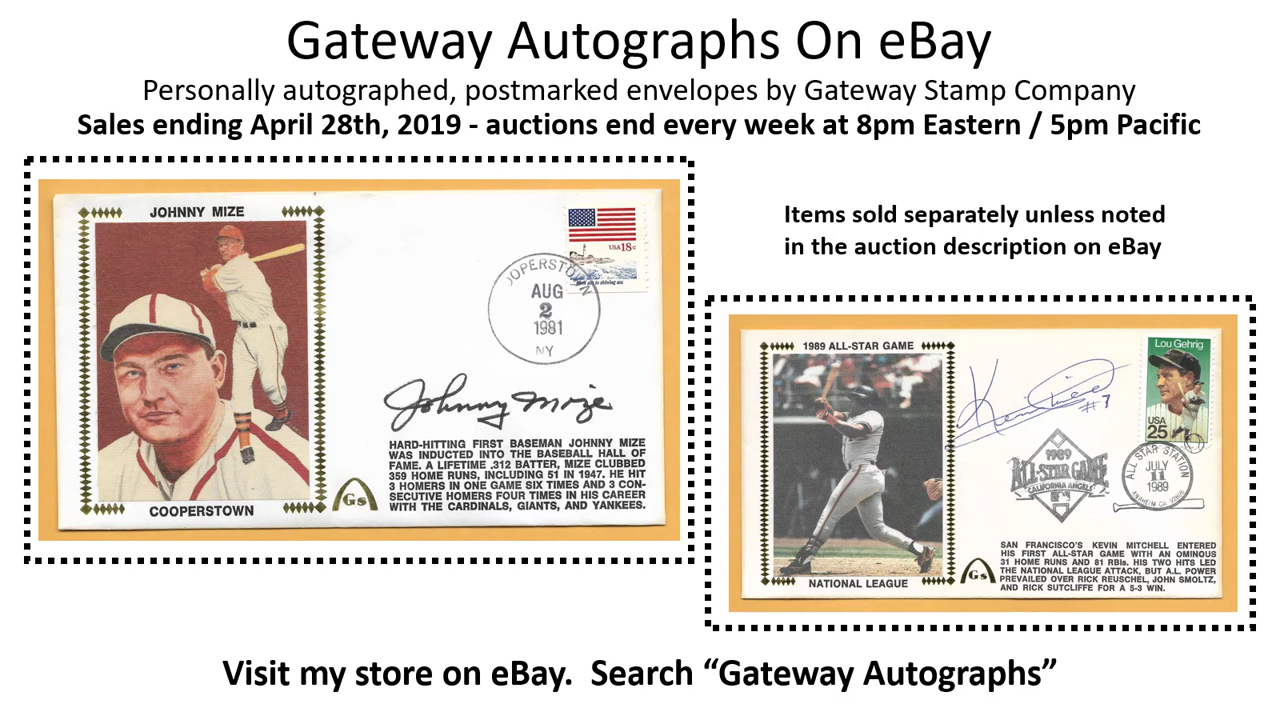 Gateway Autographs On eBay
Personally autographed, postmarked envelopes by Gateway Stamp Company
Sales ending April 28th, 2019 - auctions end every week at 8pm Eastern / 5pm Pacific
JOHNNY MIZE
USA 18c
AUG
2
1981
NY
Johnny Mize
HARD-HITTING FIRST BASEMAN JOHNNY MIZE
WAS INDUCTED INTO THE BASEBALL HALL OF
FAME. A LIFETIME .312 BATTER, MIZE CLUBBED
359 HOME RUNS, INCLUDING 51 IN 1947. HE HIT
3 HOMERS IN ONE GAME SIX TIMES AND 3 CON-
SECUTIVE HOMERS FOUR TIMES IN HIS CAREER
WITH THE CARDINALS, GIANTS, AND YANKEES.
Gs
COOPERSTOWN
Items sold separately unless noted
in the auction description on eBay
1989 ALL-STAR GAME
#7
Lou Gehrig
USA
25
1989
ALL-STAR GAME
CALIFORNIA ANGELS
ALL STAR STATION
JULY
11
1989
SAN FRANCISCO'S KEVIN MITCHELL ENTERED
HIS FIRST ALL-STAR GAME WITH AN OMINOUS
31 HOME RUNS AND 81 RBIs. HIS TWO HITS LED
THE NATIONAL LEAGUE ATTACK, BUT A.L. POWER
PREVAILED OVER RICK REUSCHEL, JOHN SMOLTZ,
AND RICK SUTCLIFFE FOR A 5-3 WIN.
Gs
NATIONAL LEAGUE
Visit my store on eBay.  Search “Gateway Autographs”